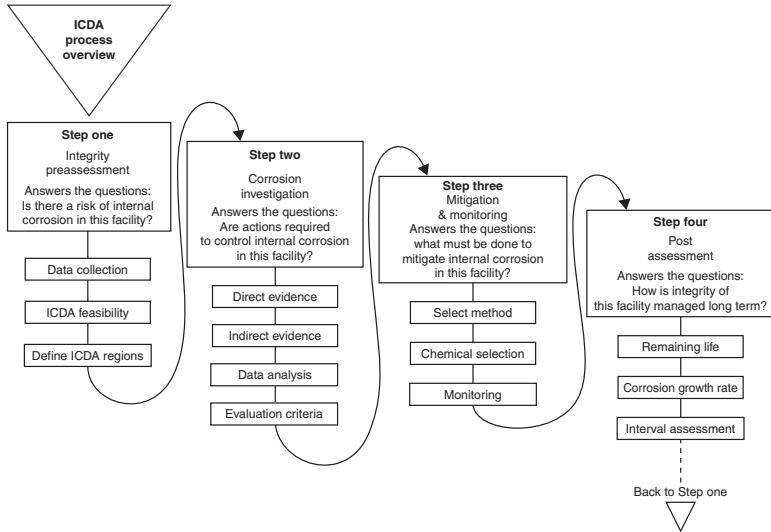 ICDA
process
overview
Step one
Integrity
preassessment
Answers the questions:
Is there a risk of internal
corrosion in this facility?
Data collection
ICDA feasibility
Define ICDA regions
Step two
Corrosion
investigation
Answers the questions:
Are actions required
to control internal corrosion
in this facility?
Direct evidence
Indirect evidence
Data analysis
Evaluation criteria
Step three
Mitigation
& monitoring
Answers the questions:
what must be done to
mitigate internal corrosion
in this facility?
Select method
Chemical selection
Monitoring
Step four
Post
assessment
Answers the questions:
How is integrity of
this facility managed long term?
Remaining life
Corrosion growth rate
Interval assessment
Back to Step one